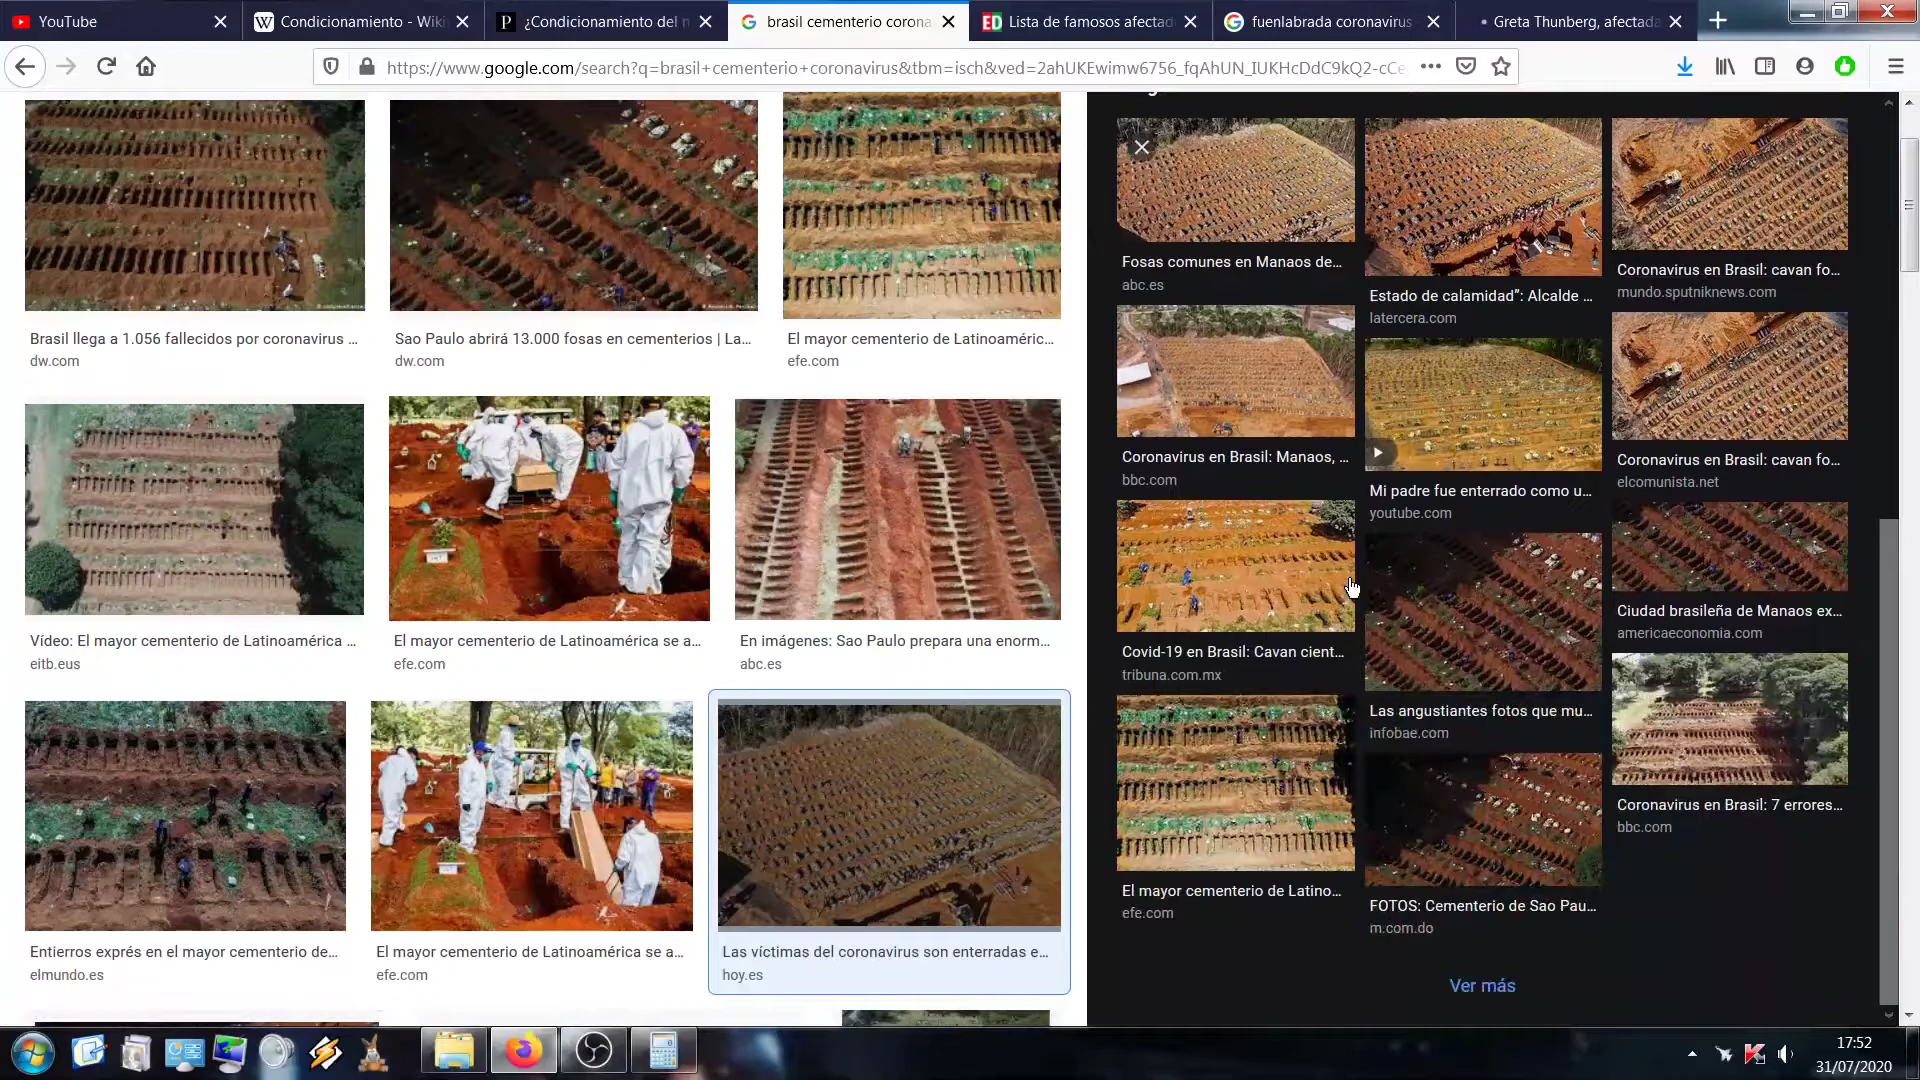 YouTube
Condicionamiento - Wiki
¿Condicionamiento del n
brasil cementerio corona
ED Lista de famosos afectad
fuenlabrada coronavirus
Greta Thunberg, afectada
https://www.google.com/search?q=brasil+cementerio+coronavirus&tbm=isch&ved=2ahUKEwimw6756_fqAhUN_IUKHcDdC9kQ2-cCe
Brasil llega a 1.056 fallecidos por coronavirus ...
dw.com
Sao Paulo abrirá 13.000 fosas en cementerios | La...
dw.com
El mayor cementerio de Latinoaméric...
efe.com
Vídeo: El mayor cementerio de Latinoamérica ...
eitb.eus
El mayor cementerio de Latinoamérica se a...
efe.com
En imágenes: Sao Paulo prepara una enorm...
abc.es
Entierros exprés en el mayor cementerio de...
elmundo.es
El mayor cementerio de Latinoamérica se a...
efe.com
Las víctimas del coronavirus son enterradas e...
hoy.es
Fosas comunes en Manaos de...
abc.es
Coronavirus en Brasil: Manaos, ...
bbc.com
Covid-19 en Brasil: Cavan cient...
tribuna.com.mx
El mayor cementerio de Latino...
efe.com
Estado de calamidad”: Alcalde ...
latercera.com
Mi padre fue enterrado como u...
youtube.com
Las angustiantes fotos que mu...
infobae.com
FOTOS: Cementerio de Sao Pau...
m.com.do
Coronavirus en Brasil: cavan fo...
mundo.sputniknews.com
Coronavirus en Brasil: cavan fo...
elcomunista.net
Ciudad brasileña de Manaos ex...
americaeconomia.com
Coronavirus en Brasil: 7 errores...
bbc.com
Ver más
17:52
31/07/2020